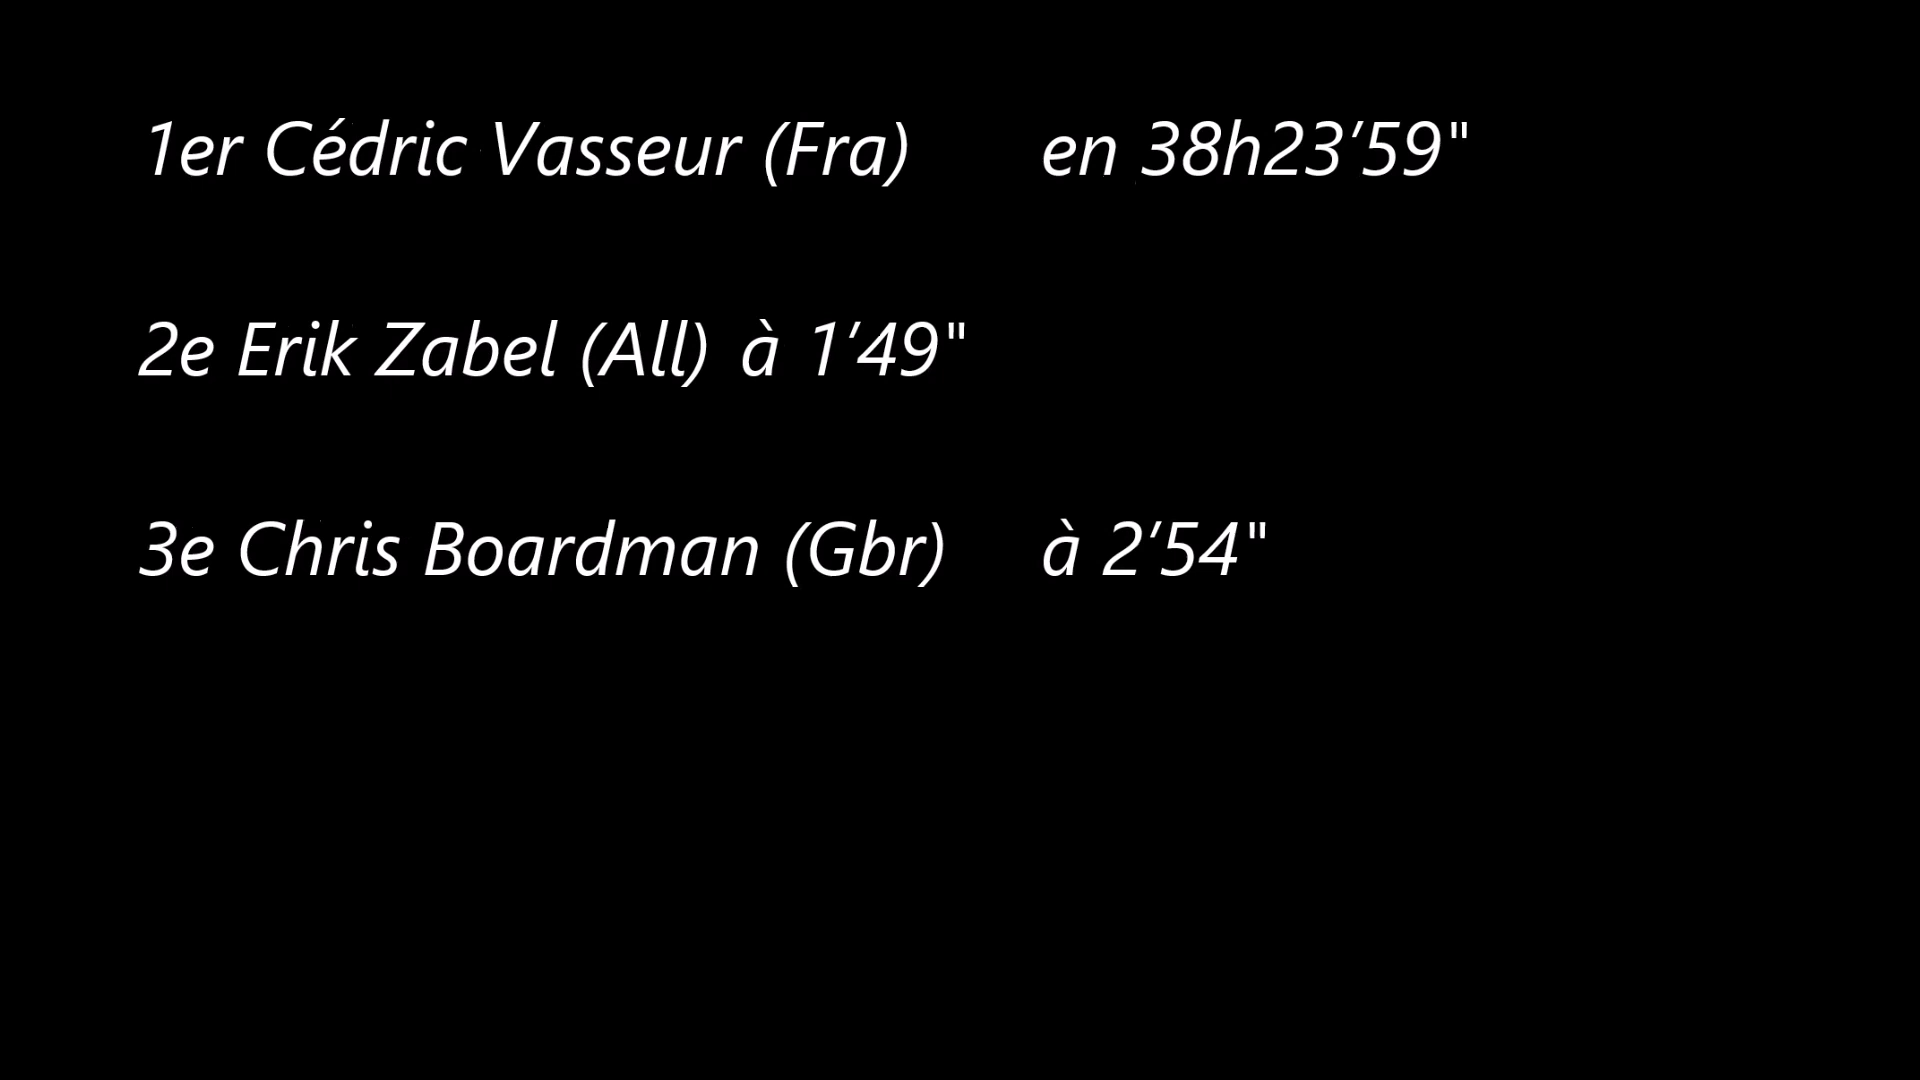 1er Cédric Vasseur (Fra) en 38h23’59"
2e Erik Zabel (All) à 1’49"
3e Chris Boardman (Gbr) à 2’54"